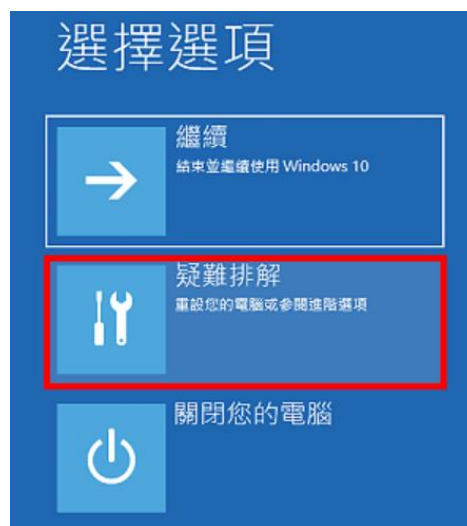 選擇選項
繼續
結束並繼續使用 Windows 10
疑難排解
重設您的電腦或參閱進階選項
關閉您的電腦